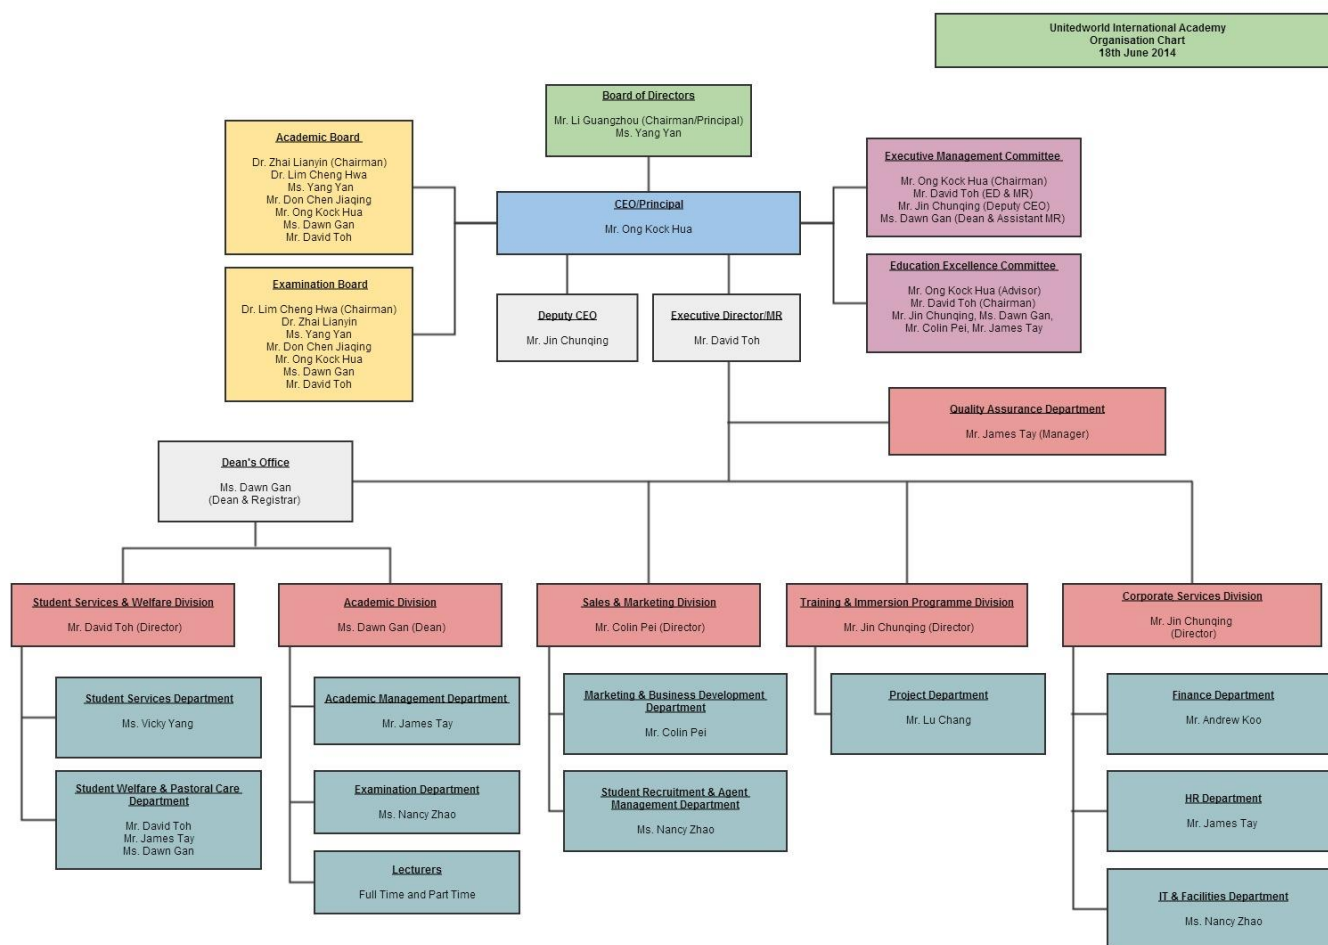 Unitedworld International Academy
Organisation Chart
18th June 2014
Board of Directors
Mr. Li Guangzhou (Chairman/Principal)
Ms. Yang Yan
Academic Board
Dr. Zhai Lianyin (Chairman)
Dr. Lim Cheng Hwa
Ms. Yang Yan
Mr. Don Chen Jiaqing
Mr. Ong Kock Hua
Ms. Dawn Gan
Mr. David Toh
Executive Management Committee
Mr. Ong Kock Hua (Chairman)
Mr. David Toh (ED & MR)
Mr. Jin Chunqing (Deputy CEO)
Ms. Dawn Gan (Dean & Assistant MR)
CEO/Principal
Mr. Ong Kock Hua
Examination Board
Dr. Lim Cheng Hwa (Chairman)
Dr. Zhai Lianyin
Ms. Yang Yan
Mr. Don Chen Jiaqing
Mr. Ong Kock Hua
Ms. Dawn Gan
Mr. David Toh
Education Excellence Committee
Mr. Ong Kock Hua (Advisor)
Mr. David Toh (Chairman)
Mr. Jin Chunqing, Ms. Dawn Gan,
Mr. Colin Pei, Mr. James Tay
Deputy CEO
Mr. Jin Chunqing
Executive Director/MR
Mr. David Toh
Quality Assurance Department
Mr. James Tay (Manager)
Dean's Office
Ms. Dawn Gan
(Dean & Registrar)
Student Services & Welfare Division
Mr. David Toh (Director)
Academic Division
Ms. Dawn Gan (Dean)
Sales & Marketing Division
Mr. Colin Pei (Director)
Training & Immersion Programme Division
Mr. Jin Chunqing (Director)
Corporate Services Division
Mr. Jin Chunqing
(Director)
Student Services Department
Ms. Vicky Yang
Academic Management Department
Mr. James Tay
Marketing & Business Development
Department
Mr. Colin Pei
Project Department
Mr. Lu Chang
Finance Department
Mr. Andrew Koo
Student Welfare & Pastoral Care
Department
Mr. David Toh
Mr. James Tay
Ms. Dawn Gan
Examination Department
Ms. Nancy Zhao
Student Recruitment & Agent
Management Department
Ms. Nancy Zhao
HR Department
Mr. James Tay
Lecturers
Full Time and Part Time
IT & Facilities Department
Ms. Nancy Zhao